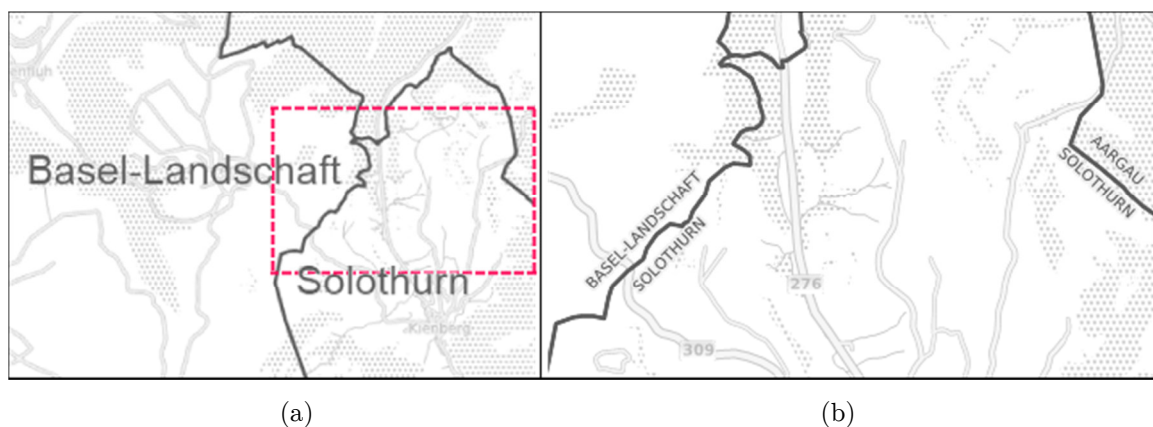 Basel-Landschaft
Solothurn
Kienberg
BASEL-LANDSCHAFT
SOLOTHURN
AARGAU
SOLOTHURN
276
309
(a)
(b)